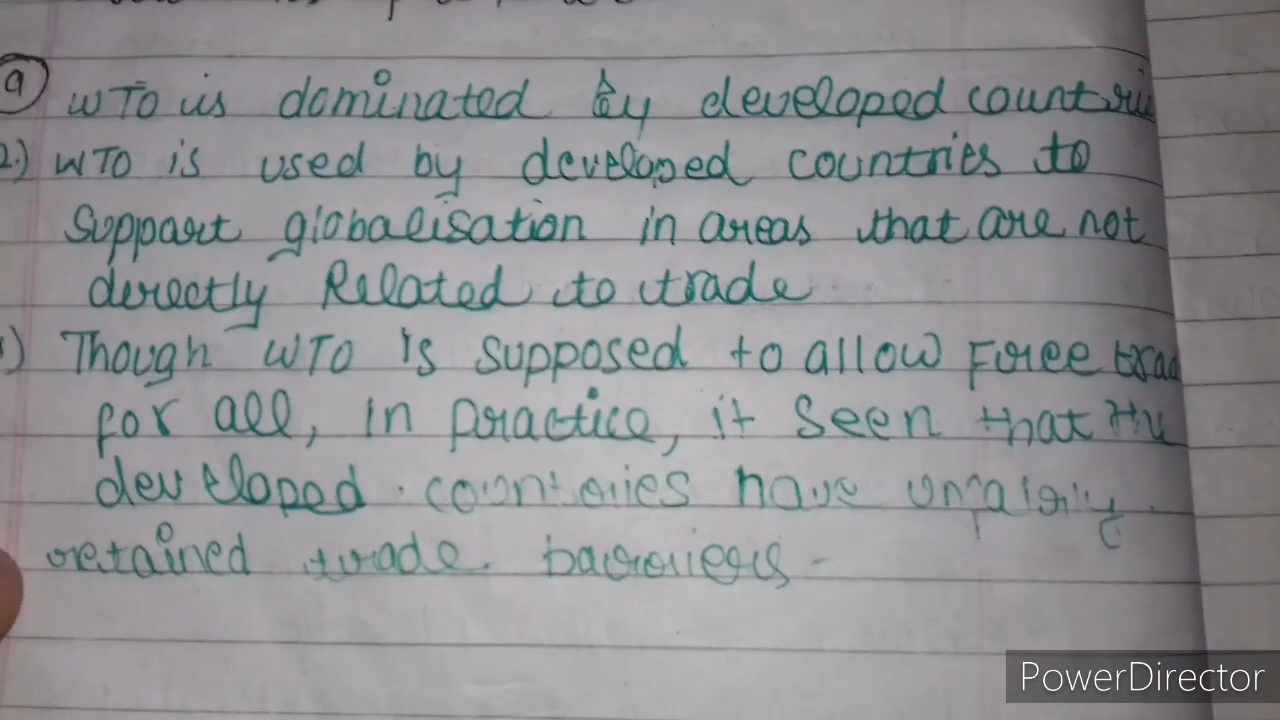 9 WTO is dominated by developed countri
2.) WTO is used by developed countries to
Support globalisation in areas that are not
derectly Related to trade
) Though WTO is supposed to allow Free trad
for all, in practice, it seen that the
developed countries have unfairly
retained trade barriers -
PowerDirector